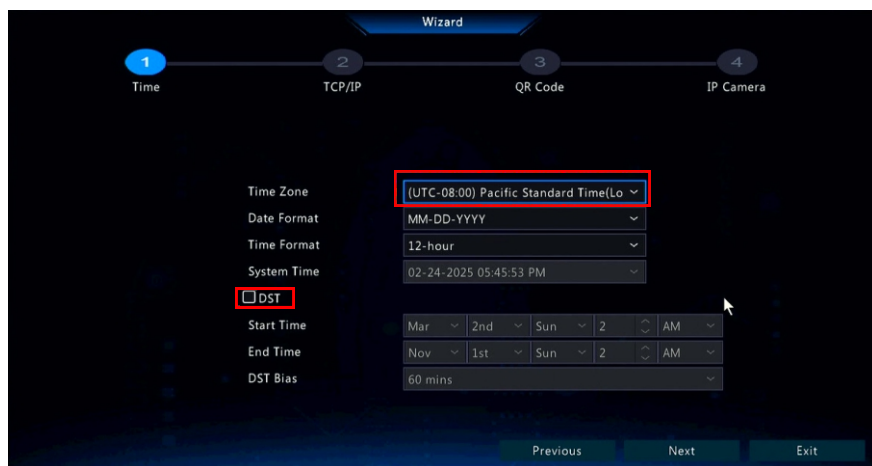 Wizard
1 2 3 4
Time TCP/IP QR Code IP Camera
Time Zone (UTC-08:00) Pacific Standard Time(Lo
Date Format MM-DD-YYYY
Time Format 12-hour
System Time 02-24-2025 05:45:53 PM
DST
Start Time Mar 2nd Sun 2 AM
End Time Nov 1st Sun 2 AM
DST Bias 60 mins
Previous Next Exit